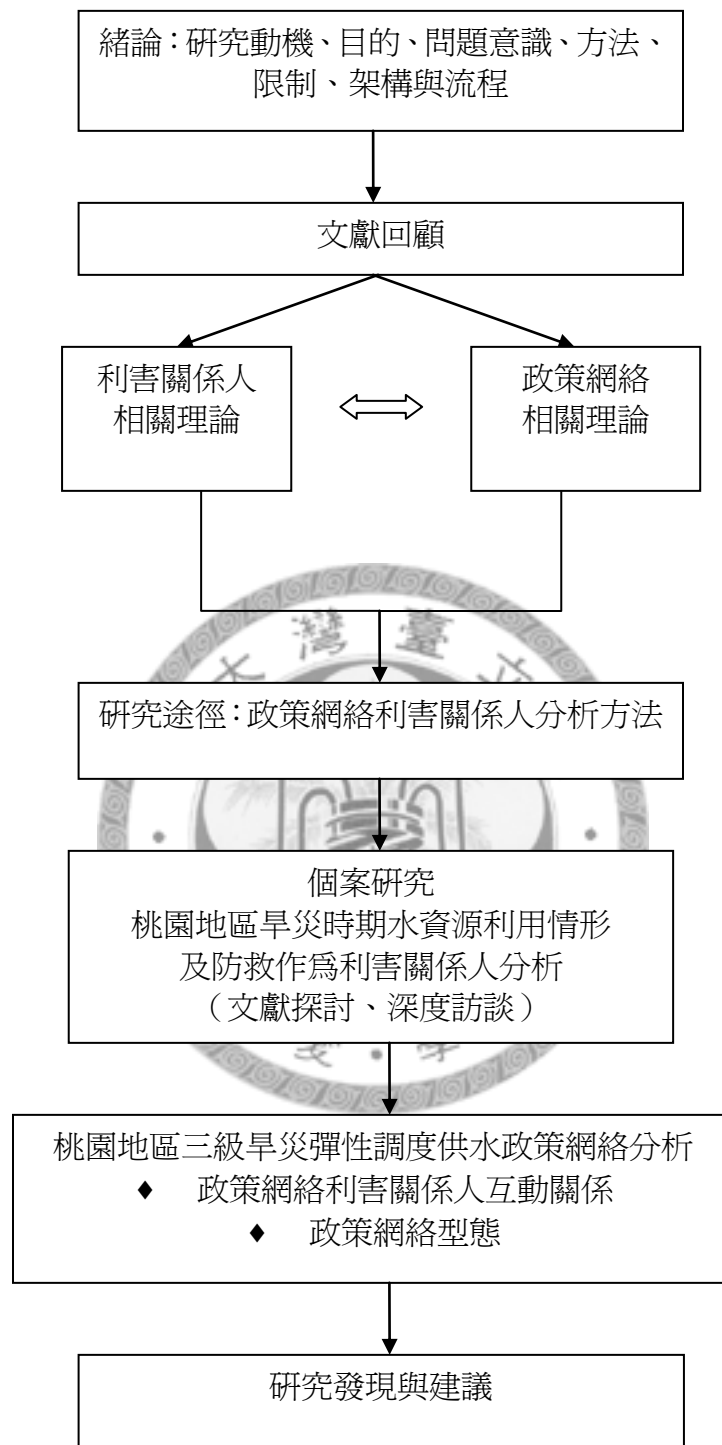 緒論：研究動機、目的、問題意識、方法、
限制、架構與流程
文獻回顧
利害關係人
相關理論
政策網絡
相關理論
灣臺
大 立
研究途徑：政策網絡利害關係人分析方法
個案研究
桃園地區旱災時期水資源利用情形
及防救作為利害關係人分析
（文獻探討、深度訪談）
愛•學
桃園地區三級旱災彈性調度供水政策網絡分析
♦ 政策網絡利害關係人互動關係
♦ 政策網絡型態
研究發現與建議